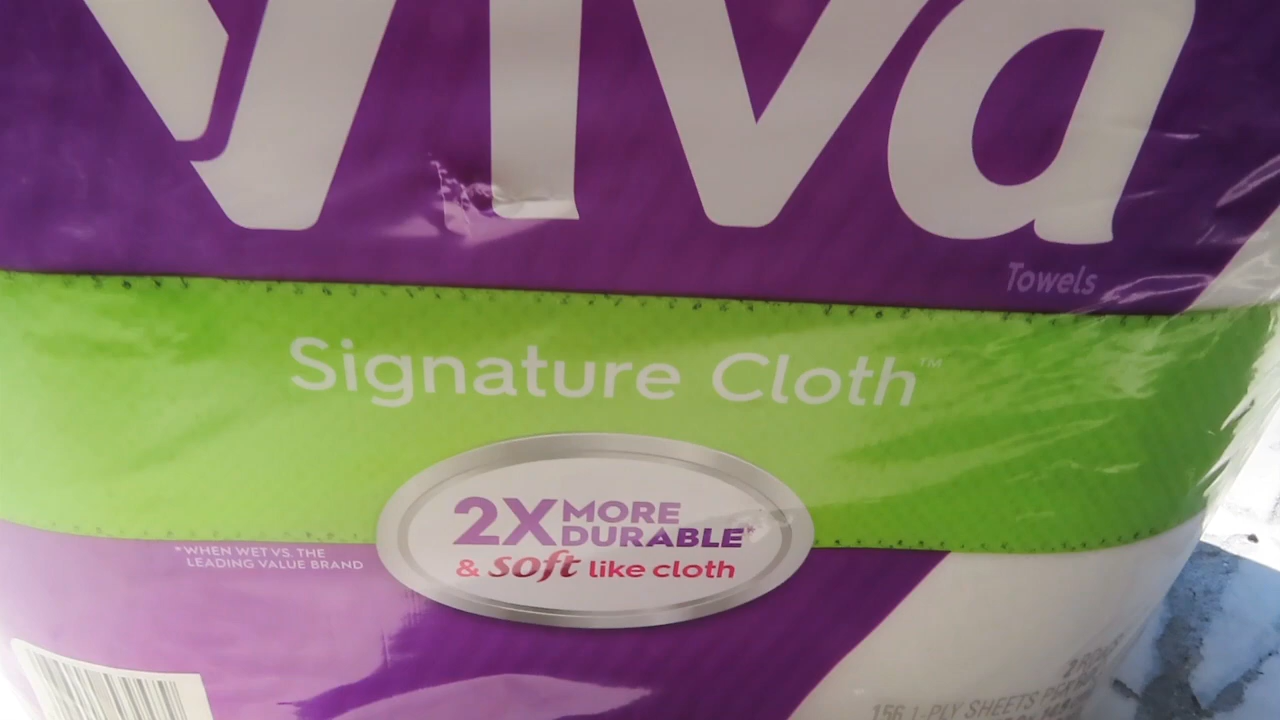 Viva
Towels
Signature Cloth™
2X MORE
DURABLE*
& soft like cloth
*WHEN WET VS. THE
LEADING VALUE BRAND
156 1-PLY SHEETS PER